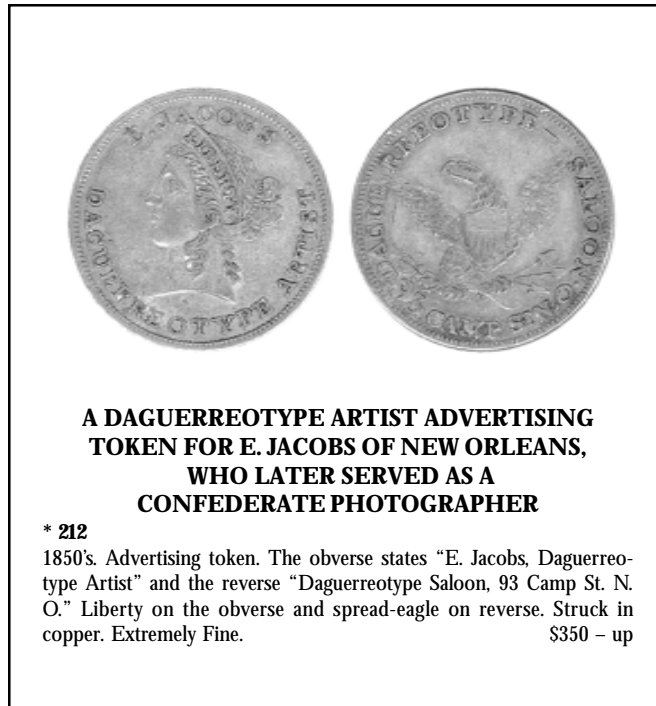 E. JACOBS
DAGUERREOTYPE ARTIST
DAGUERREOTYPE — SALOON.
93 CAMP ST. N.O.
A DAGUERREOTYPE ARTIST ADVERTISING
TOKEN FOR E. JACOBS OF NEW ORLEANS,
WHO LATER SERVED AS A
CONFEDERATE PHOTOGRAPHER
* 212
1850's. Advertising token. The obverse states “E. Jacobs, Daguerreo-
type Artist” and the reverse “Daguerreotype Saloon, 93 Camp St. N.
O.” Liberty on the obverse and spread-eagle on reverse. Struck in
copper. Extremely Fine. $350 – up